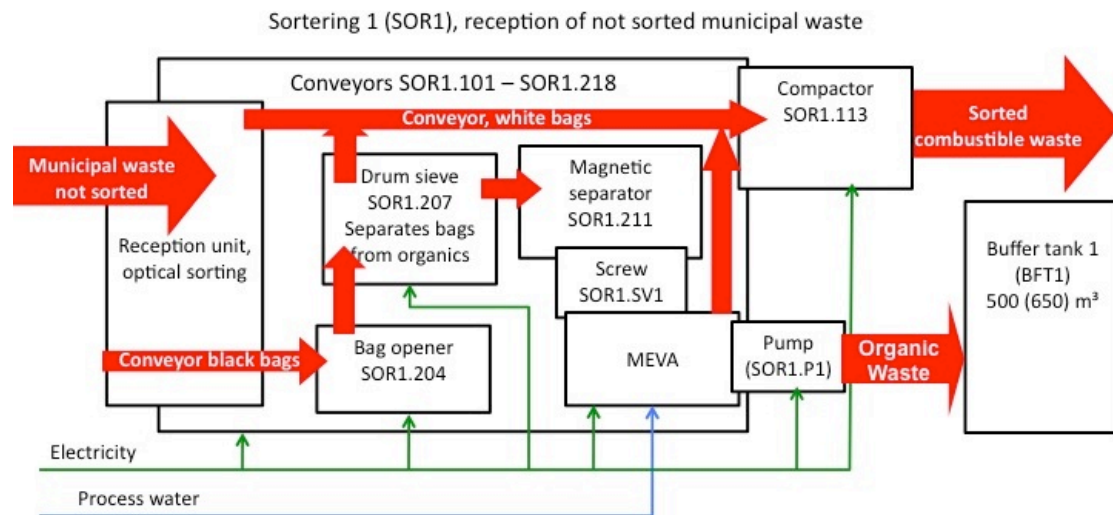 Sortering 1 (SOR1), reception of not sorted municipal waste
Conveyors SOR1.101 – SOR1.218
Compactor
SOR1.113
Conveyor, white bags
Sorted
combustible waste
Municipal waste
not sorted
Drum sieve
SOR1.207
Separates bags
from organics
Magnetic
separator
SOR1.211
Reception unit,
optical sorting
Screw
SOR1.SV1
Buffer tank 1
(BFT1)
500 (650) m³
Conveyor black bags
Bag opener
SOR1.204
MEVA
Pump
(SOR1.P1)
Organic
Waste
Electricity
Process water